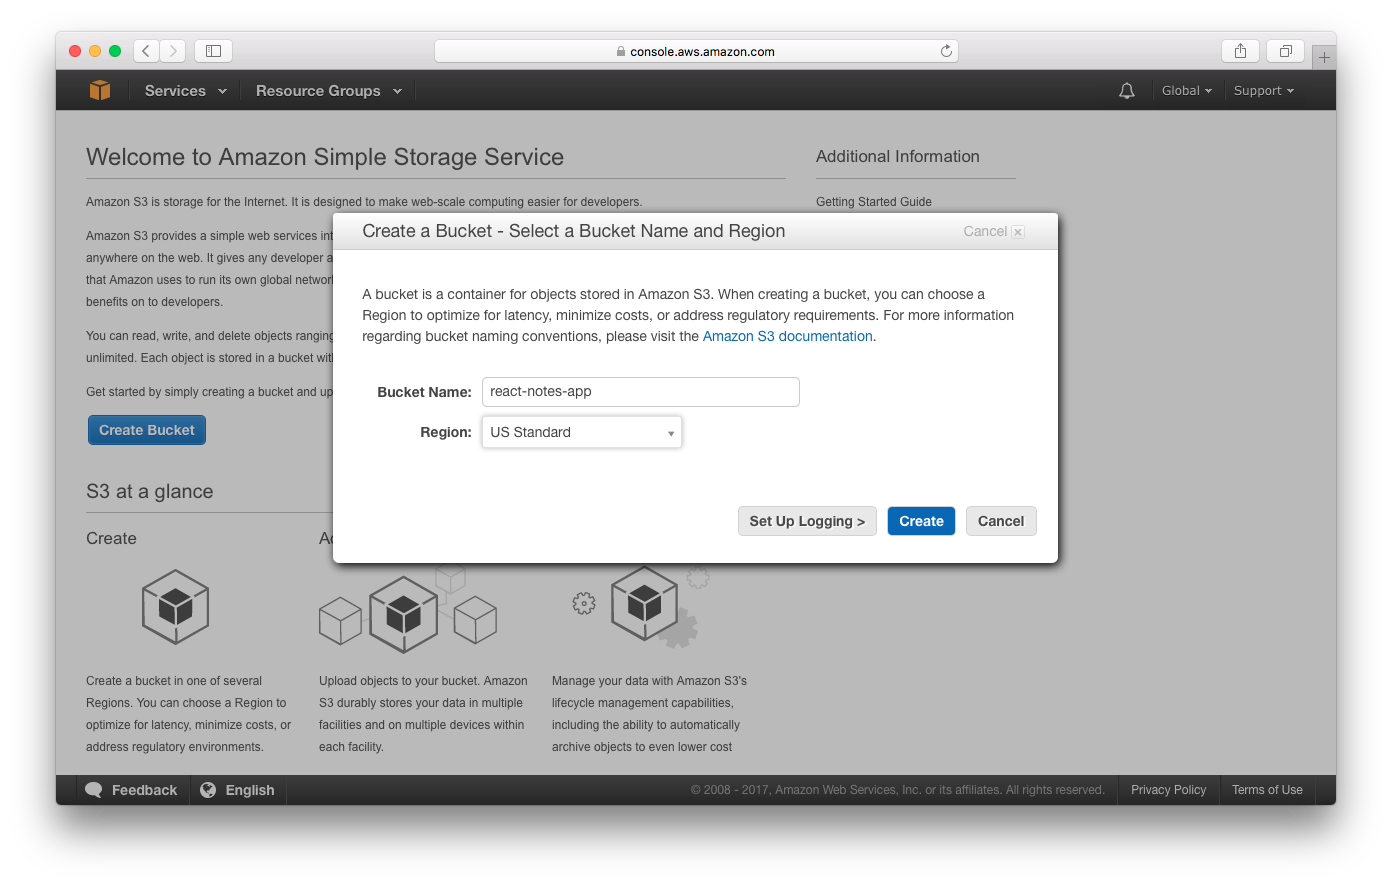 console.aws.amazon.com
Services
Resource Groups
Global
Support
Welcome to Amazon Simple Storage Service
Amazon S3 is storage for the Internet. It is designed to make web-scale computing easier for developers.
Amazon S3 provides a simple web services
anywhere on the web. It gives any developer
that Amazon uses to run its own global
benefits on to developers.
You can read, write, and delete objects ranging
unlimited. Each object is stored in a bucket
Get started by simply creating a bucket and
Create Bucket
Additional Information
Getting Started Guide
Create a Bucket - Select a Bucket Name and Region
Cancel
A bucket is a container for objects stored in Amazon S3. When creating a bucket, you can choose a
Region to optimize for latency, minimize costs, or address regulatory requirements. For more information
regarding bucket naming conventions, please visit the Amazon S3 documentation.
Bucket Name: react-notes-app
Region: US Standard
Set Up Logging >
Create
Cancel
S3 at a glance
Create
Create a bucket in one of several
Regions. You can choose a Region to
optimize for latency, minimize costs, or
address regulatory environments.
Upload objects to your bucket. Amazon
S3 durably stores your data in multiple
facilities and on multiple devices within
each facility.
Manage your data with Amazon S3's
lifecycle management capabilities,
including the ability to automatically
archive objects to even lower cost
Feedback
English
© 2008 - 2017, Amazon Web Services, Inc. or its affiliates. All rights reserved.
Privacy Policy
Terms of Use